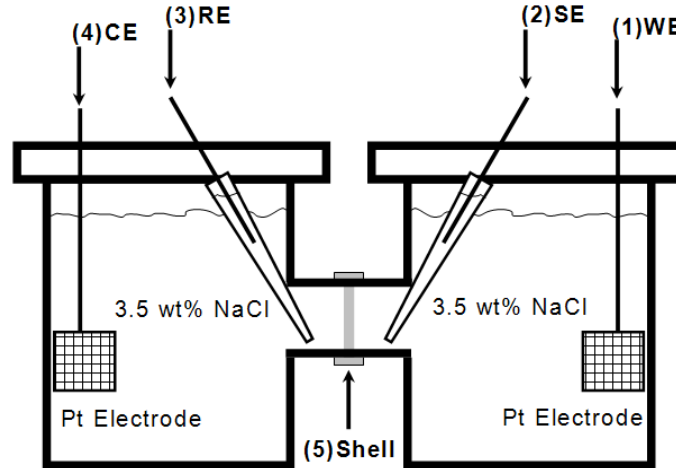 (4)CE
(3)RE
(2)SE
(1)WE
3.5 wt% NaCl
3.5 wt% NaCl
Pt Electrode
Pt Electrode
(5)Shell